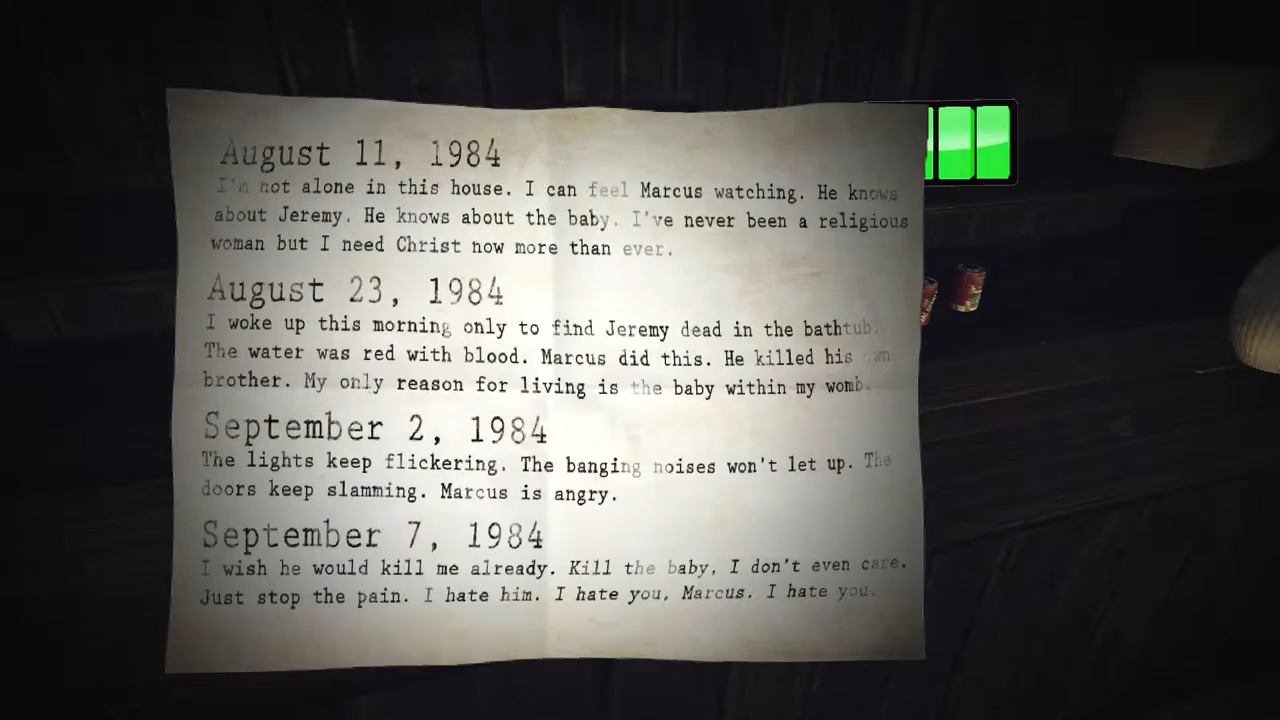 August 11, 1984
I'm not alone in this house. I can feel Marcus watching. He knows
about Jeremy. He knows about the baby. I've never been a religious
woman but I need Christ now more than ever.
August 23, 1984
I woke up this morning only to find Jeremy dead in the bathtub.
The water was red with blood. Marcus did this. He killed his own
brother. My only reason for living is the baby within my womb.
September 2, 1984
The lights keep flickering. The banging noises won't let up. The
doors keep slamming. Marcus is angry.
September 7, 1984
I wish he would kill me already. Kill the baby, I don't even care.
Just stop the pain. I hate him. I hate you, Marcus. I hate you.